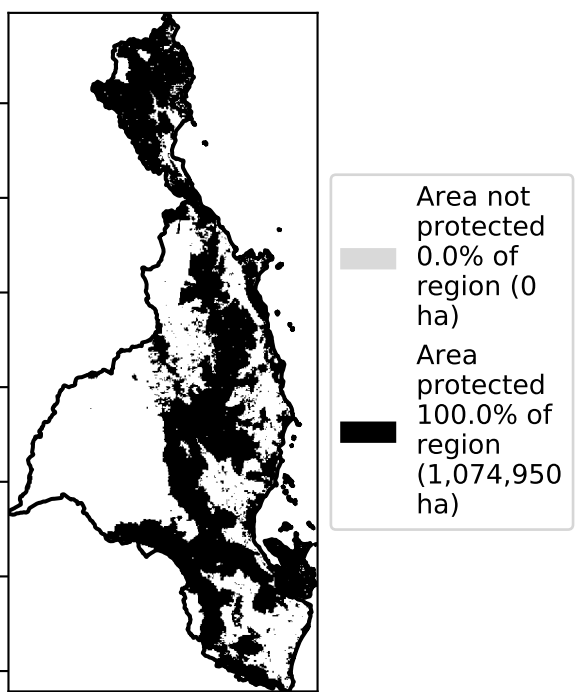 Area not
protected
0.0% of
region (0
ha)
Area
protected
100.0% of
region
(1,074,950
ha)